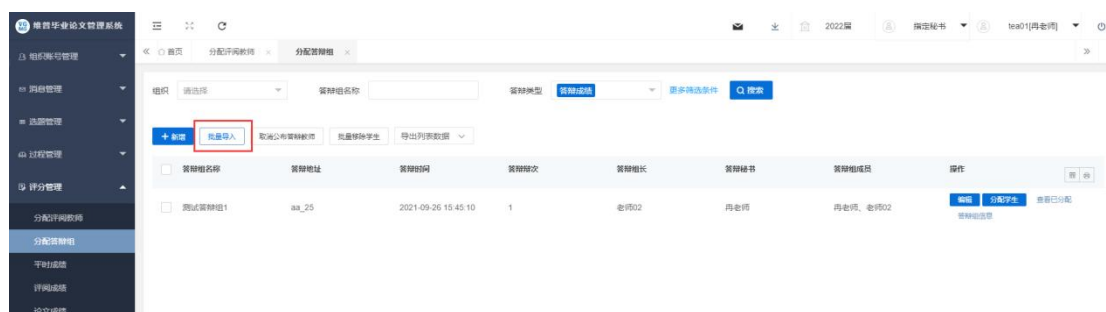 维普毕业论文管理系统
2022届
指定秘书
tea01[冉老师]
组织账号管理
首页
分配评阅教师
分配答辩组
消息管理
组织
请选择
答辩组名称
答辩类型
答辩成绩
更多筛选条件
搜索
选题管理
+ 新增
批量导入
取消公布答辩教师
批量移除学生
导出列表数据
过程管理
答辩组名称
答辩地址
答辩时间
答辩辩次
答辩组长
答辩秘书
答辩组成员
操作
评分管理
测试答辩组1
aa_25
2021-09-26 15:45:10
1
老师02
冉老师
冉老师、老师02
编辑
分配学生
查看已分配
答辩组信息
分配评阅教师
分配答辩组
平时成绩
评阅成绩
论文成绩